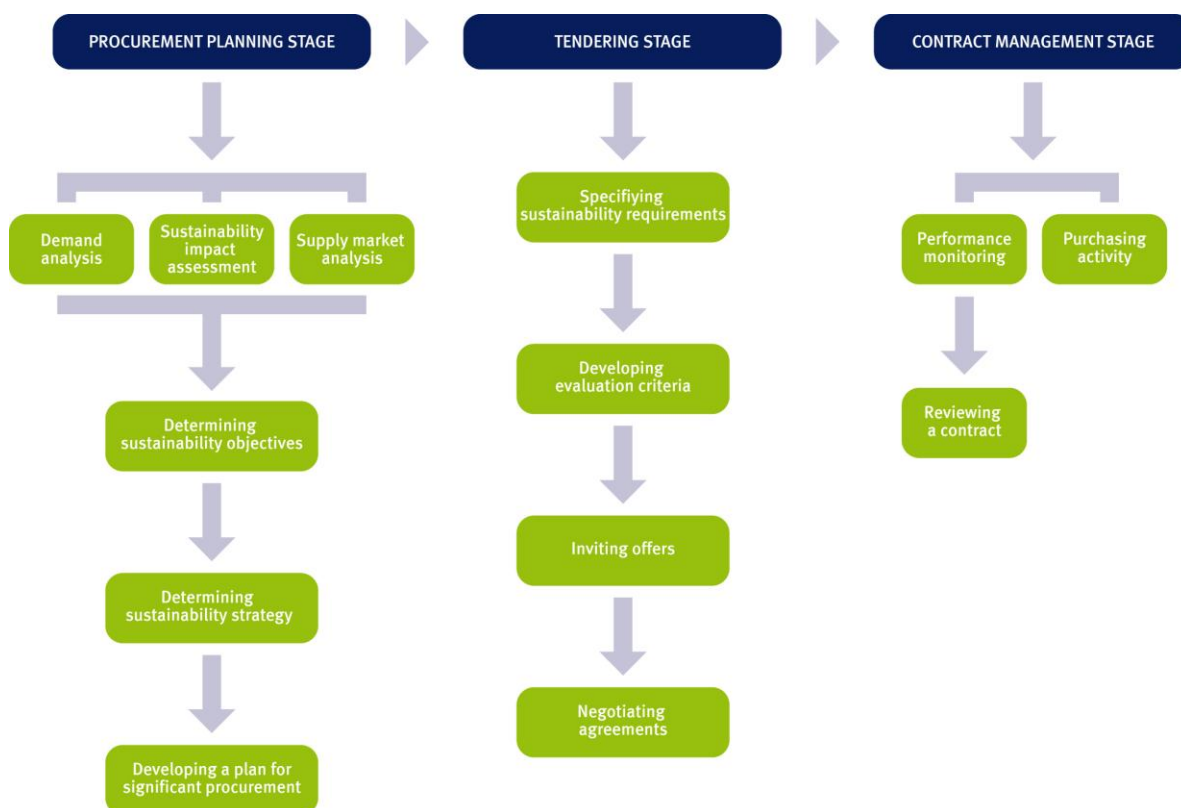 PROCUREMENT PLANNING STAGE
TENDERING STAGE
CONTRACT MANAGEMENT STAGE
Demand
analysis
Sustainability
impact
assessment
Supply market
analysis
Determining
sustainability objectives
Determining
sustainability strategy
Developing a plan for
significant procurement
Specifiying
sustainability requirements
Developing
evaluation criteria
Inviting offers
Negotiating
agreements
Performance
monitoring
Purchasing
activity
Reviewing
a contract